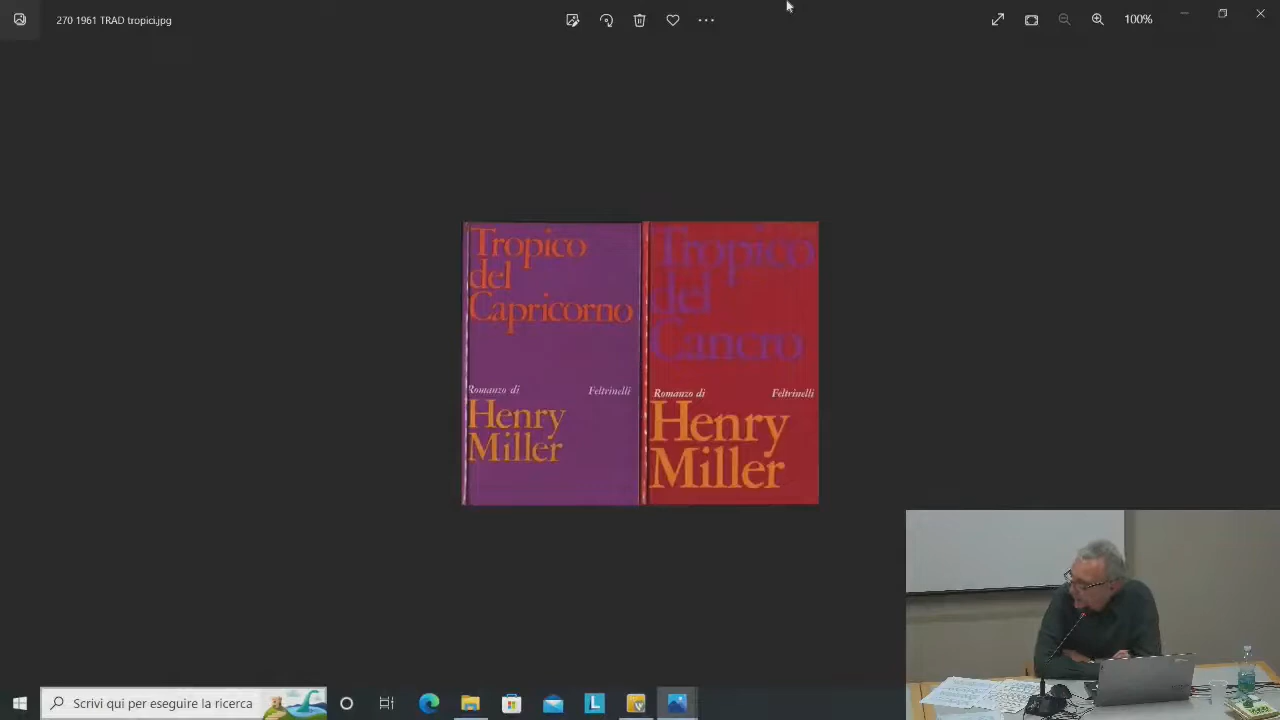 270 1961 TRAD tropici.jpg
100%
Tropico
del
Capricorno
Romanzo di
Feltrinelli
Henry
Miller
Tropico
del
Cancro
Romanzo di
Feltrinelli
Henry
Miller
Scrivi qui per eseguire la ricerca
L